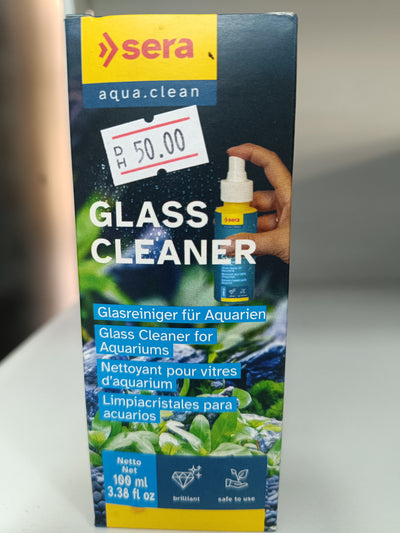 sera
aqua.clean
DH 50.00
sera
GLASS
CLEANER
Glasreiniger für Aquarien
Glass Cleaner for
Aquariums
Nettoyant pour vitres
d'aquarium
Limpiacristales para
acuarios
Netto
Net
100 ml
3.38 fl oz
brilliant
safe to use